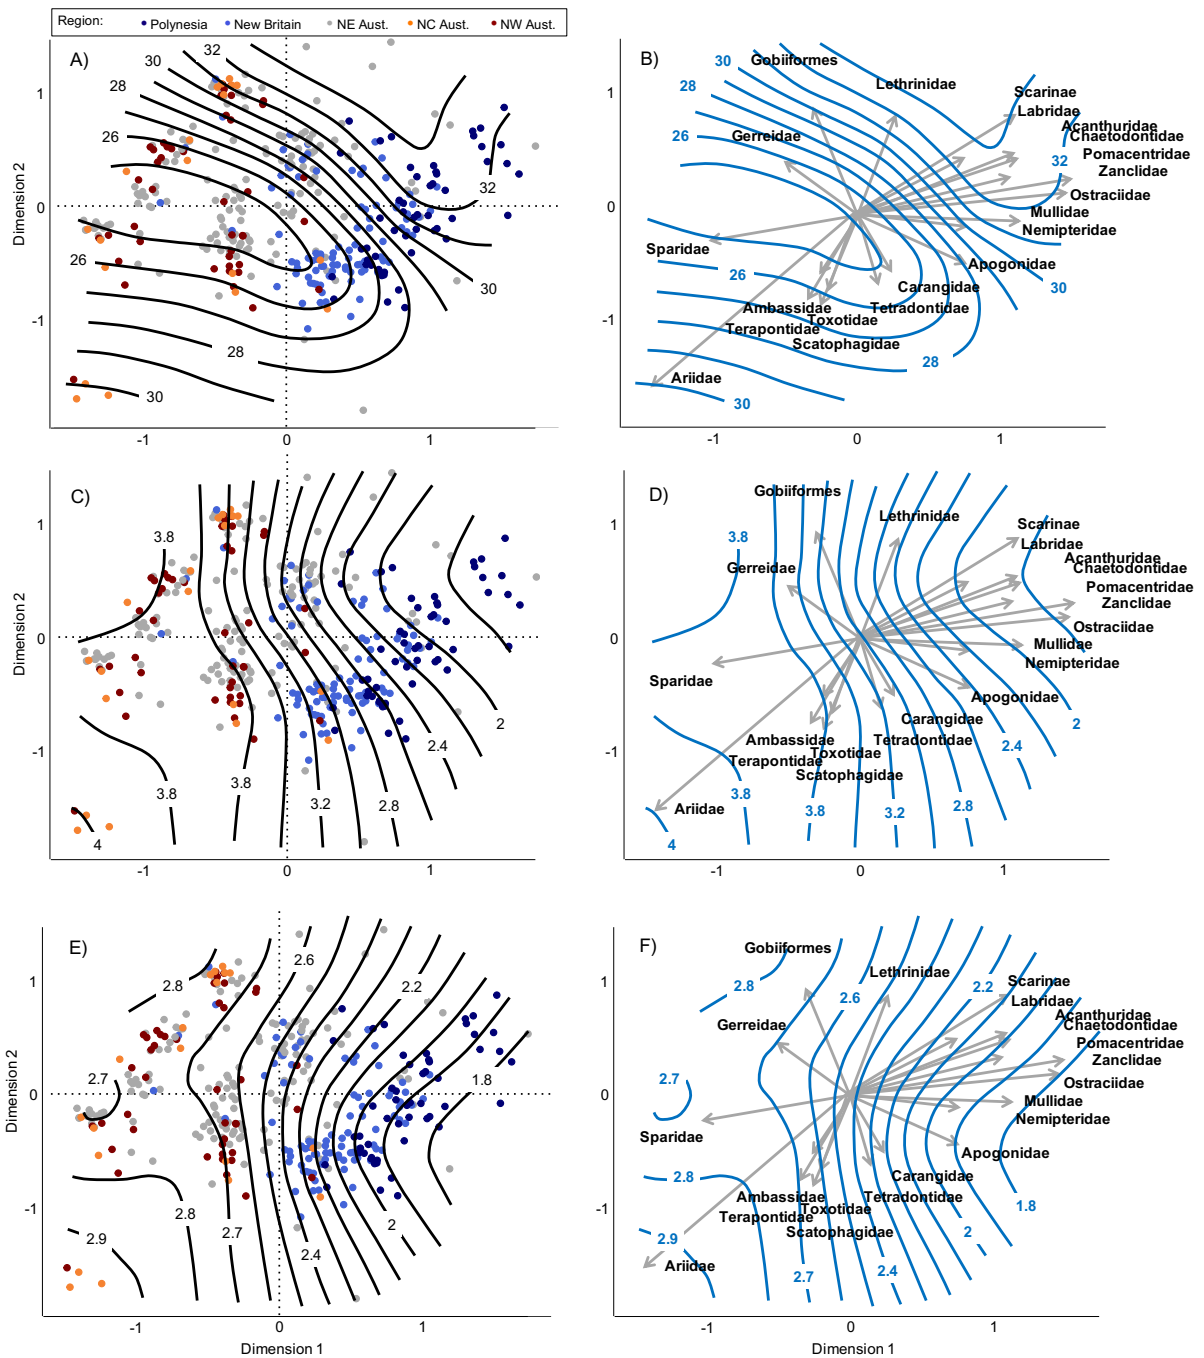 Region: Polynesia New Britain NE Aust. NC Aust. NW Aust.
A)
32
30
28
26
26
28
30
30
32
1
0
-1
-1 0 1
Dimension 2
B)
Gobiiformes
30
28
26
Lethrinidae
Scarinae
Labridae
Acanthuridae
Chaetodontidae
Gerreidae
Pomacentridae
32
Zanclidae
Ostraciidae
Mullidae
Nemipteridae
Sparidae
Apogonidae
26
Carangidae
30
Ambassidae
Tetradontidae
Toxotidae
Terapontidae
Scatophagidae
28
Ariidae
30
1
0
-1
-1 0 1
C)
3.8
3.8
3.8
3.2
2.8
2.4
2
4
1
0
-1
-1 0 1
Dimension 2
D)
Gobiiformes
Lethrinidae
Scarinae
3.8
Labridae
Acanthuridae
Gerreidae
Chaetodontidae
Pomacentridae
Zanclidae
Ostraciidae
Mullidae
Nemipteridae
Sparidae
Apogonidae
Carangidae
2
Ambassidae
Tetradontidae
2.4
Toxotidae
Terapontidae
Scatophagidae
3.8
3.8
3.2
2.8
Ariidae
4
1
0
-1
-1 0 1
E)
2.6
2.8
2.2
2.7
1.8
2.8
2.7
2.4
2
2.9
1
0
-1
-1 0 1
Dimension 2
Dimension 1
F)
Gobiiformes
Lethrinidae
2.8
2.6
2.2
Scarinae
Labridae
Acanthuridae
Gerreidae
Chaetodontidae
Pomacentridae
Zanclidae
2.7
Ostraciidae
Mullidae
Nemipteridae
Sparidae
Apogonidae
2.8
Carangidae
Ambassidae
Tetradontidae
1.8
Toxotidae
Terapontidae
Scatophagidae
2
2.9
Ariidae
2.7
2.4
1
0
-1
-1 0 1
Dimension 1